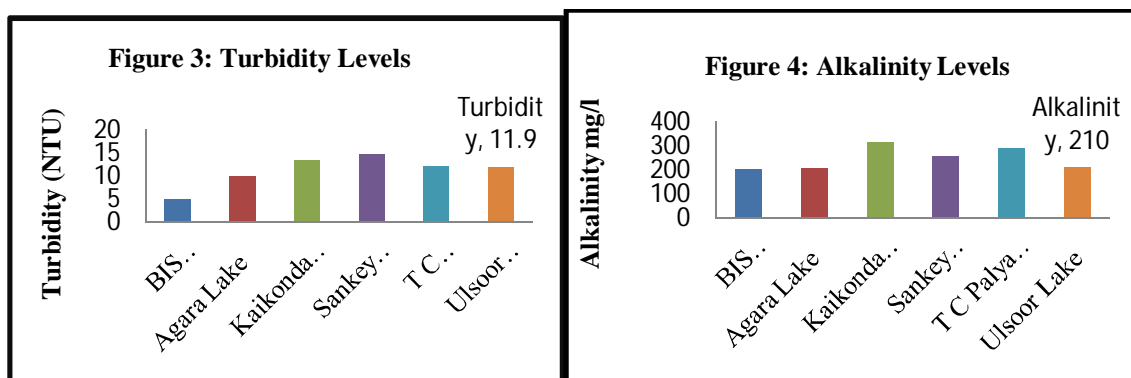 Figure 3: Turbidity Levels
Turbidity (NTU)
Turbidit
y, 11.9
20
15
10
5
0
BIS..
Agara Lake
Kaikonda..
Sankey..
T C..
Ulsoor..
Figure 4: Alkalinity Levels
Alkalinity mg/l
Alkalinit
y, 210
400
300
200
100
0
BIS..
Agara Lake
Kaikonda..
Sankey..
T C Palya..
Ulsoor Lake